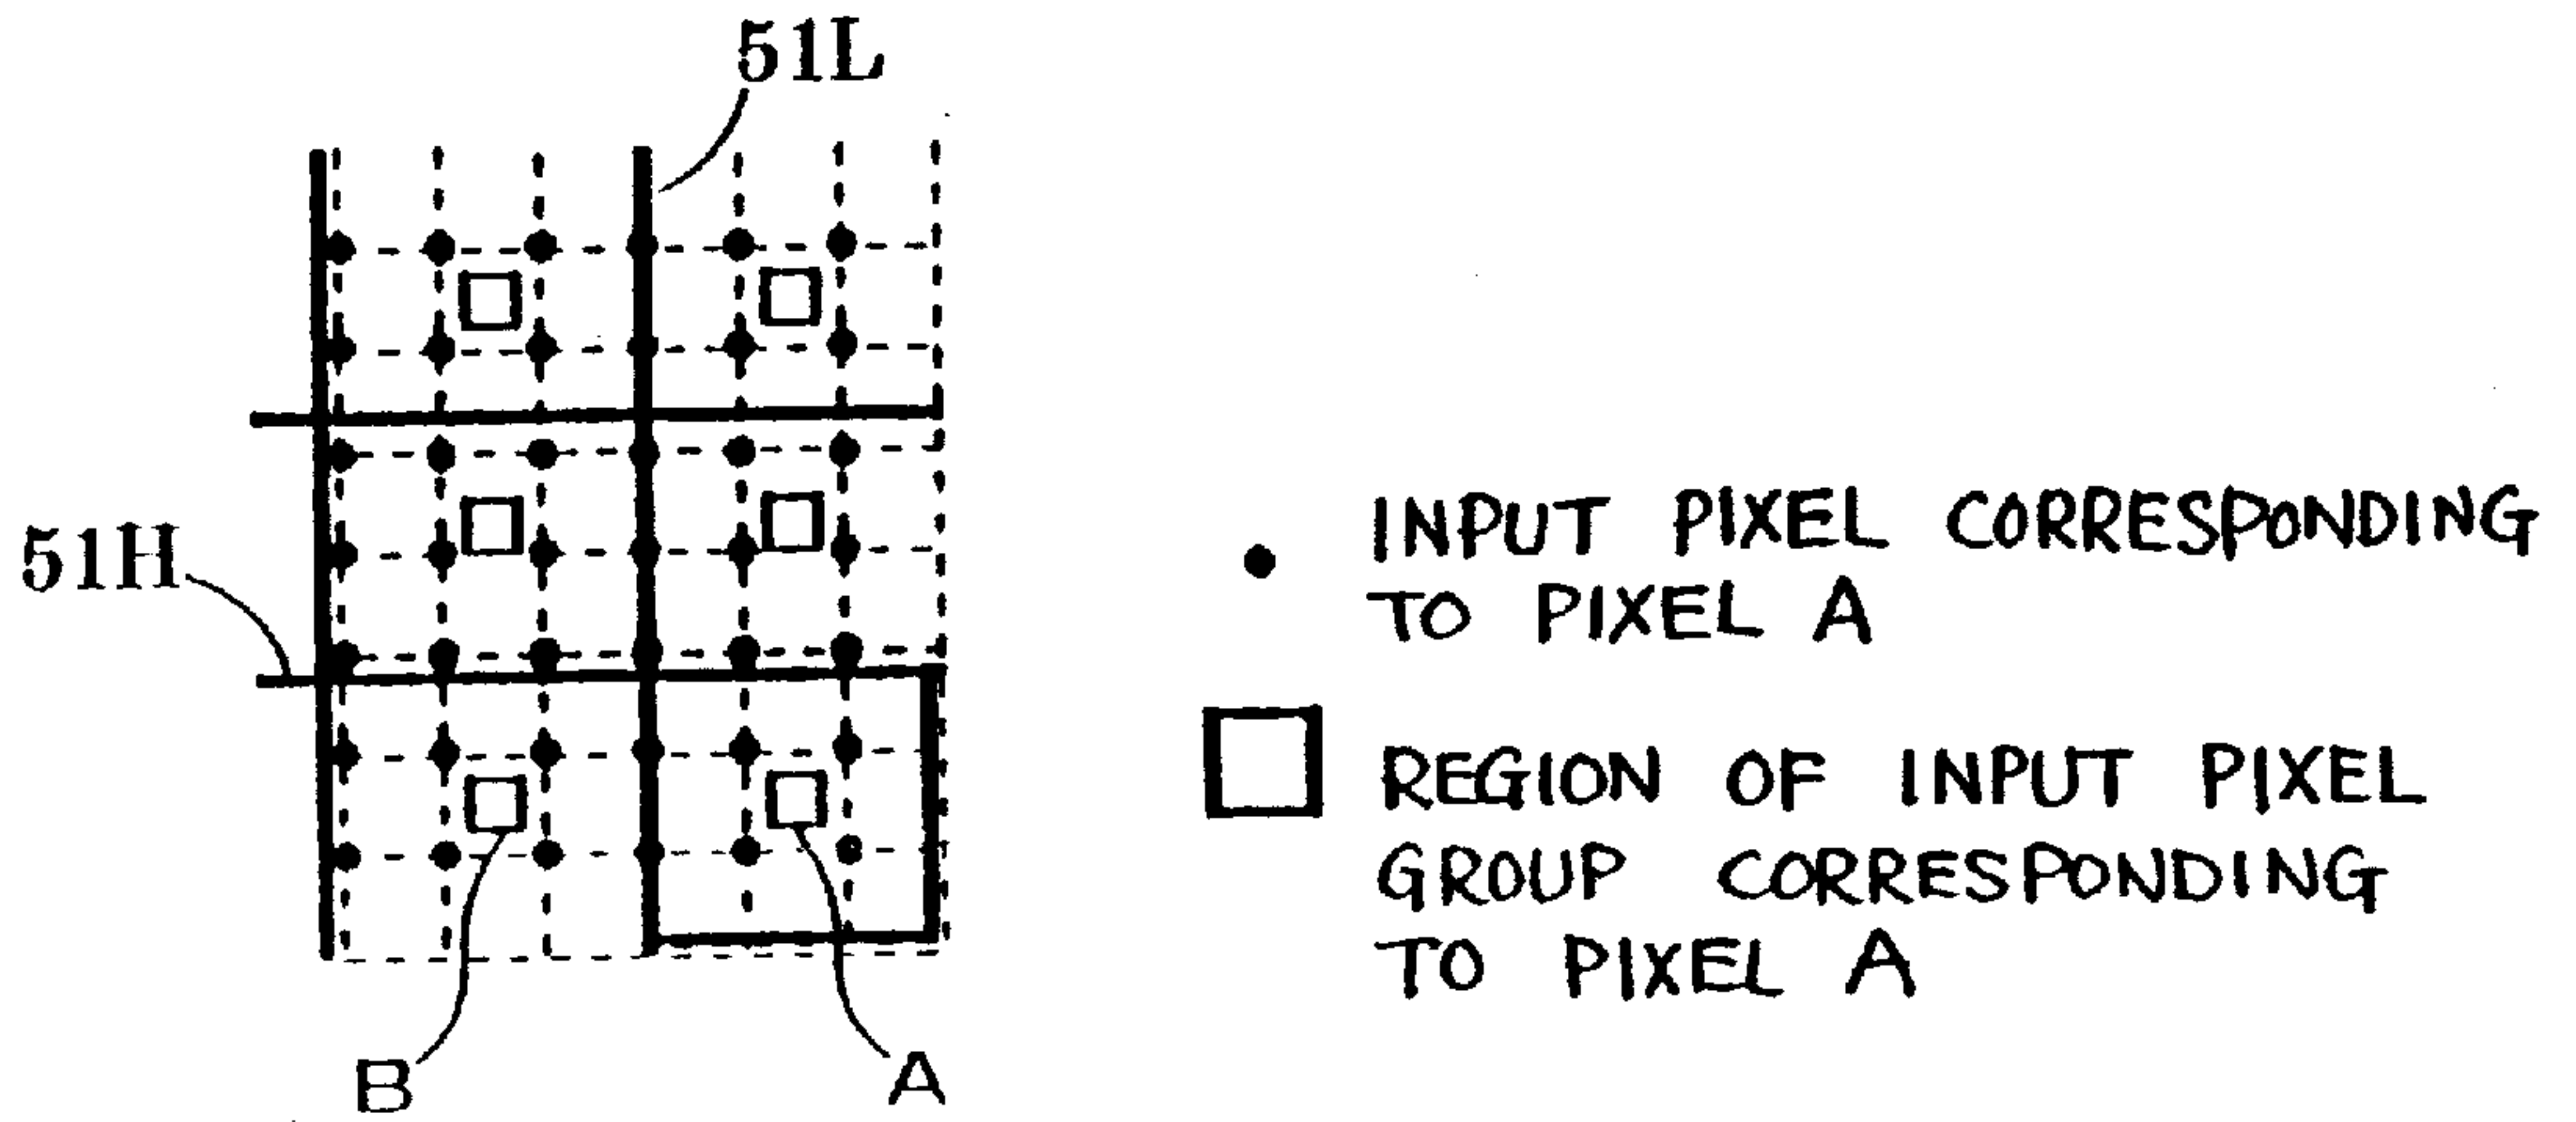 51L
51H
INPUT PIXEL CORRESPONDING
TO PIXEL A
REGION OF INPUT PIXEL
GROUP CORRESPONDING
TO PIXEL A
B
A